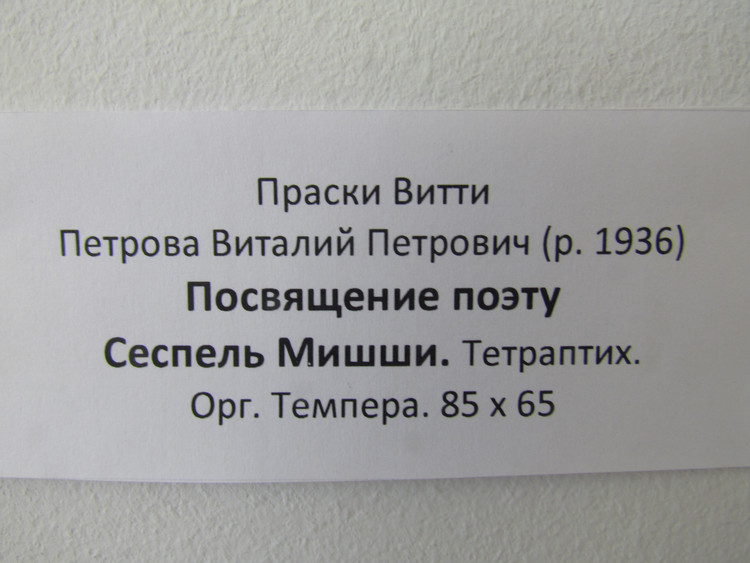 Праски Витти
Петрова Виталий Петрович (р. 1936)
Посвящение поэту
Сеспель Мишши. Тетраптих.
Орг. Темпера. 85 х 65